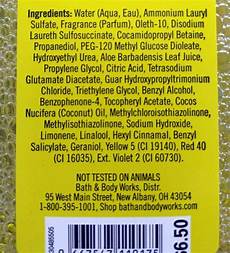 Ingredients: Water (Aqua, Eau), Ammonium Lauryl
Sulfate, Fragrance (Parfum), Oleth-10, Disodium
Laureth Sulfosuccinate, Cocamidopropyl Betaine,
Propanediol, PEG-120 Methyl Glucose Dioleate,
Hydroxyethyl Urea, Aloe Barbadensis Leaf Juice,
Propylene Glycol, Citric Acid, Tetrasodium
Glutamate Diacetate, Guar Hydroxypropyltrimonium
Chloride, Triethylene Glycol, Benzyl Alcohol,
Benzophenone-4, Tocopheryl Acetate, Cocos
Nucifera (Coconut) Oil, Methylchloroisothiazolinone,
Methylisothiazolinone, Sodium Hydroxide,
Limonene, Linalool, Hexyl Cinnamal, Benzyl
Salicylate, Geraniol, Yellow 5 (CI 19140), Red 40
(CI 16035), Ext. Violet 2 (CI 60730).
NOT TESTED ON ANIMALS
Bath & Body Works, Distr.
95 West Main Street, New Albany, OH 43054
1-800-395-1001, Shop bathandbodyworks.com
6.50